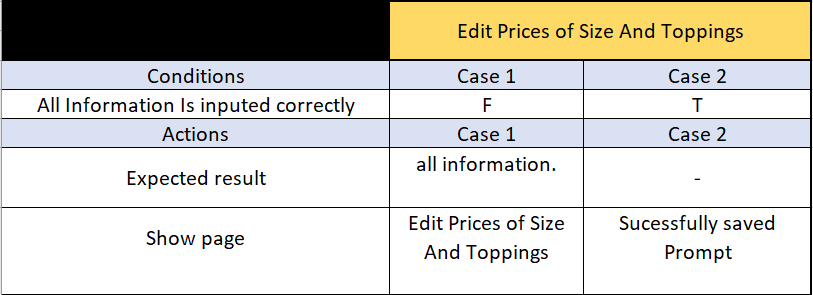 Edit Prices of Size And Toppings
Conditions Case 1 Case 2
All Information Is inputed correctly F T
Actions Case 1 Case 2
Expected result all information. -
Show page Edit Prices of Size And Toppings Sucessfully saved Prompt